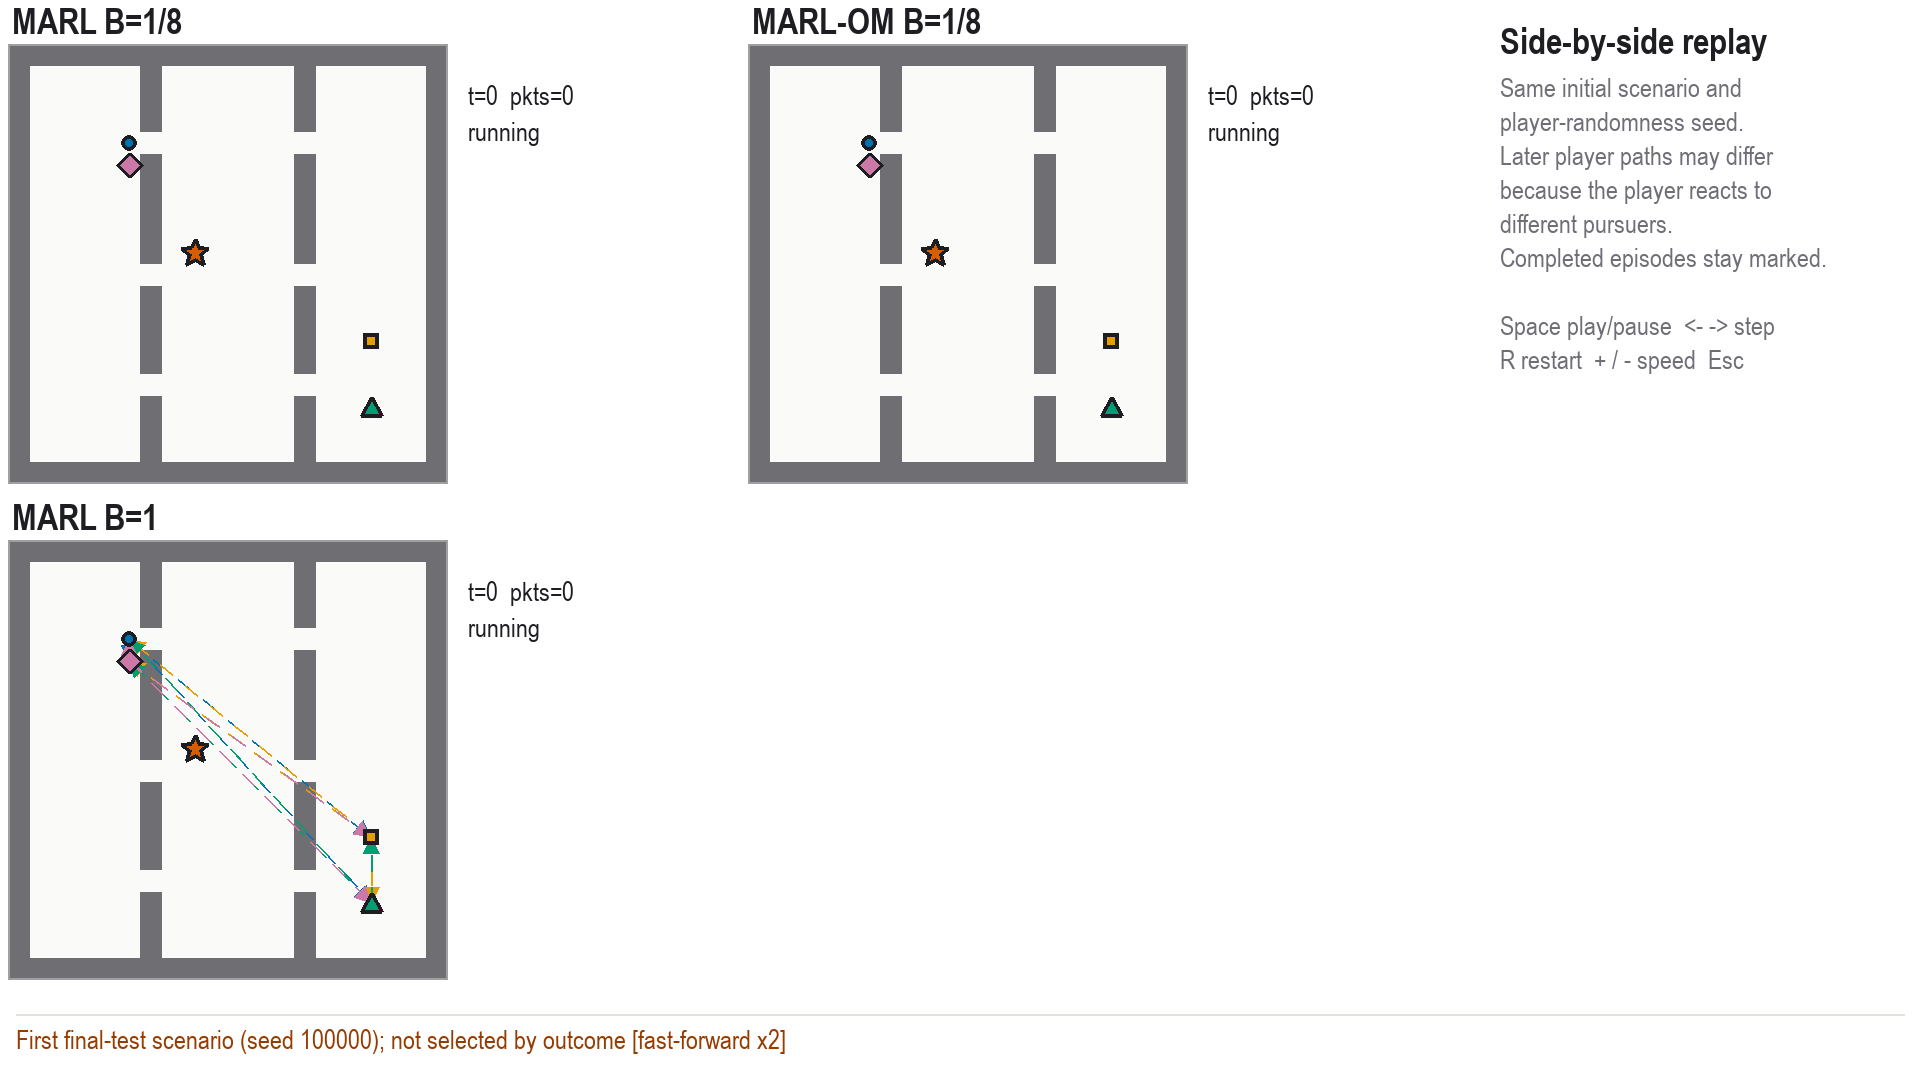 MARL B=1/8
t=0 pkts=0
running
MARL-OM B=1/8
t=0 pkts=0
running
Side-by-side replay
Same initial scenario and
player-randomness seed.
Later player paths may differ
because the player reacts to
different pursuers.
Completed episodes stay marked.
Space play/pause <- -> step
R restart + / - speed Esc
MARL B=1
t=0 pkts=0
running
First final-test scenario (seed 100000); not selected by outcome [fast-forward x2]